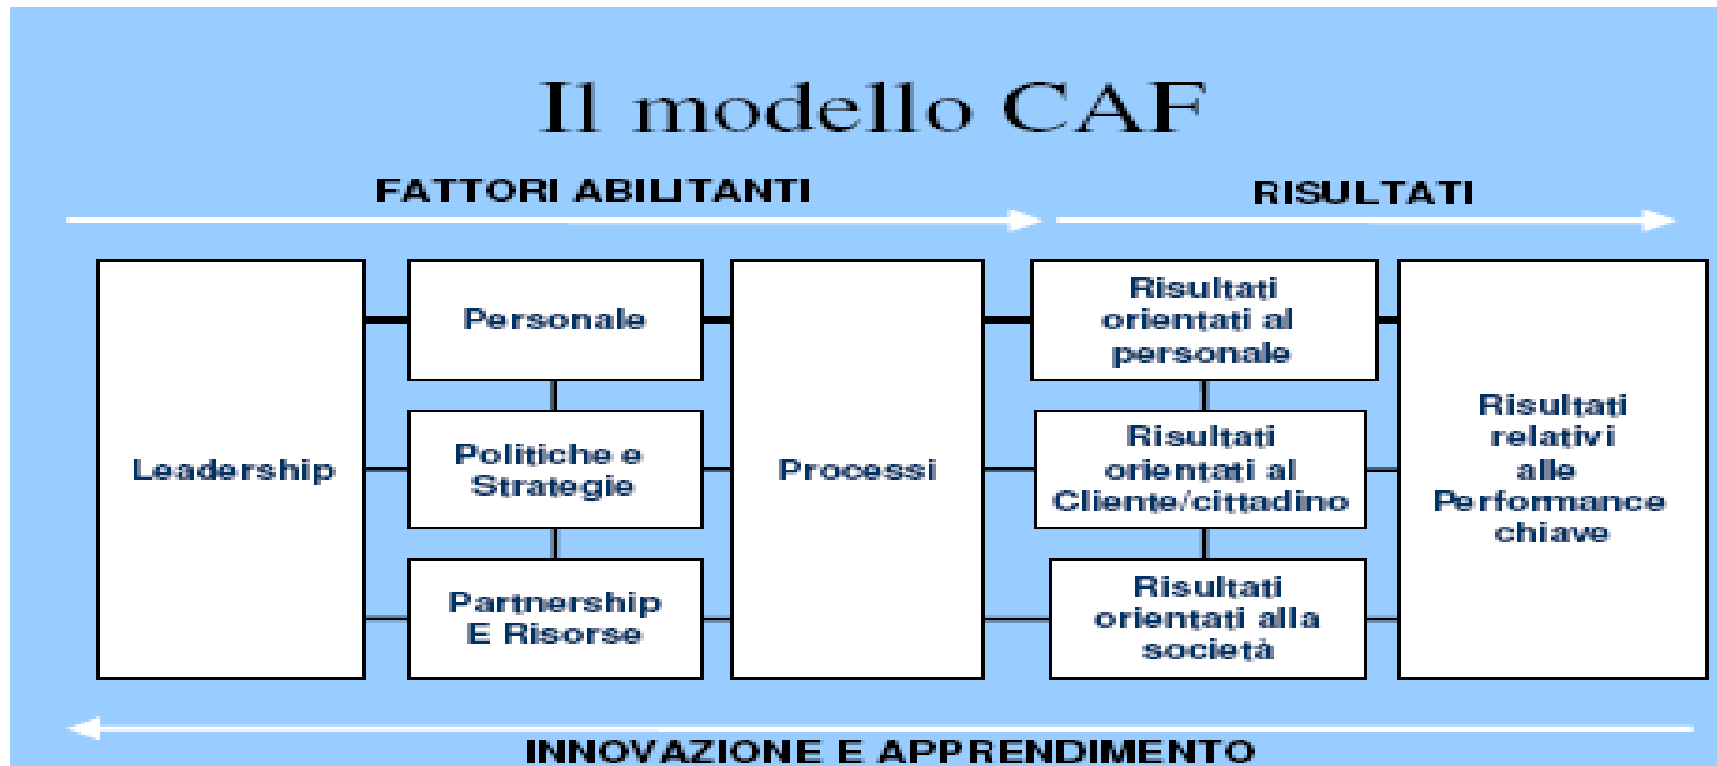 Il modello CAF
FATTORI ABILITANTI
RISULTATI
Leadership
Personale
Politiche e
Strategie
Partnership
E Risorse
Processi
Risultati
orientati al
personale
Risultati
orientati al
Cliente/cittadino
Risultati
orientati alla
società
Risultati
relativi
alle
Performance
chiave
INNOVAZIONE E APPRENDIMENTO